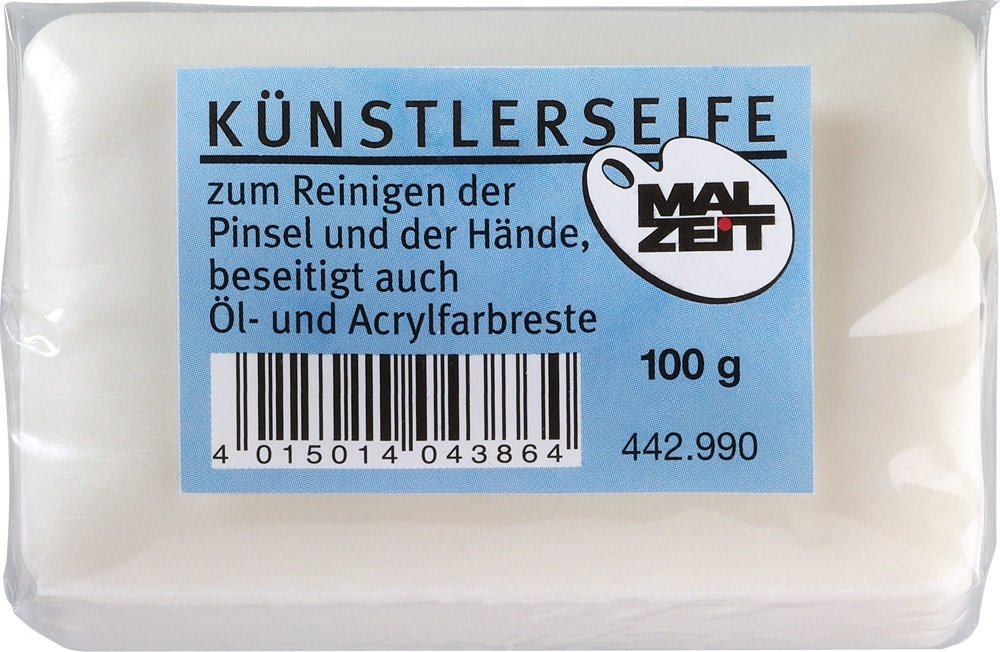 KÜNSTLERSEIFE
zum Reinigen der
Pinsel und der Hände,
beseitigt auch
Öl- und Acrylfarbreste
MAL
ZEIT
100 g
4 015014 043864
442.990